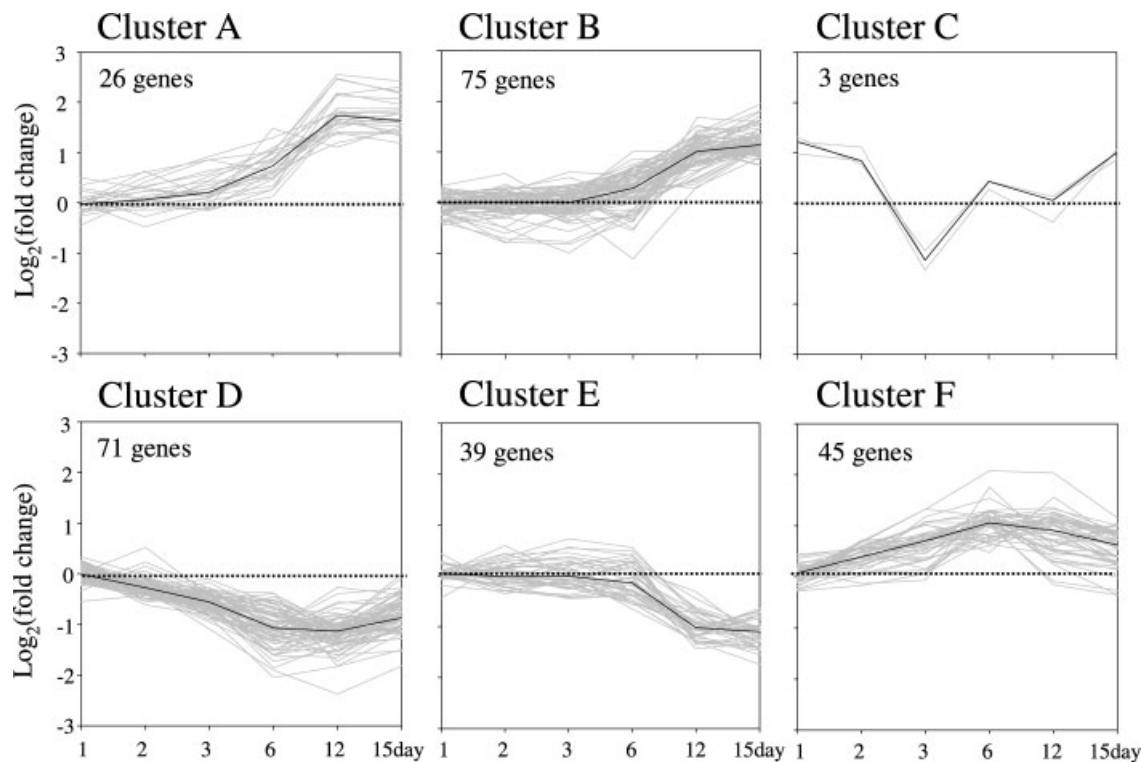 Cluster A Cluster B Cluster C
3
26 genes 75 genes 3 genes
2
1
0
-1
-2
-3
Log₂(fold change)
Cluster D Cluster E Cluster F
3
71 genes 39 genes 45 genes
2
1
0
-1
-2
-3
Log₂(fold change)
1 2 3 6 12 15day 1 2 3 6 12 15day 1 2 3 6 12 15day